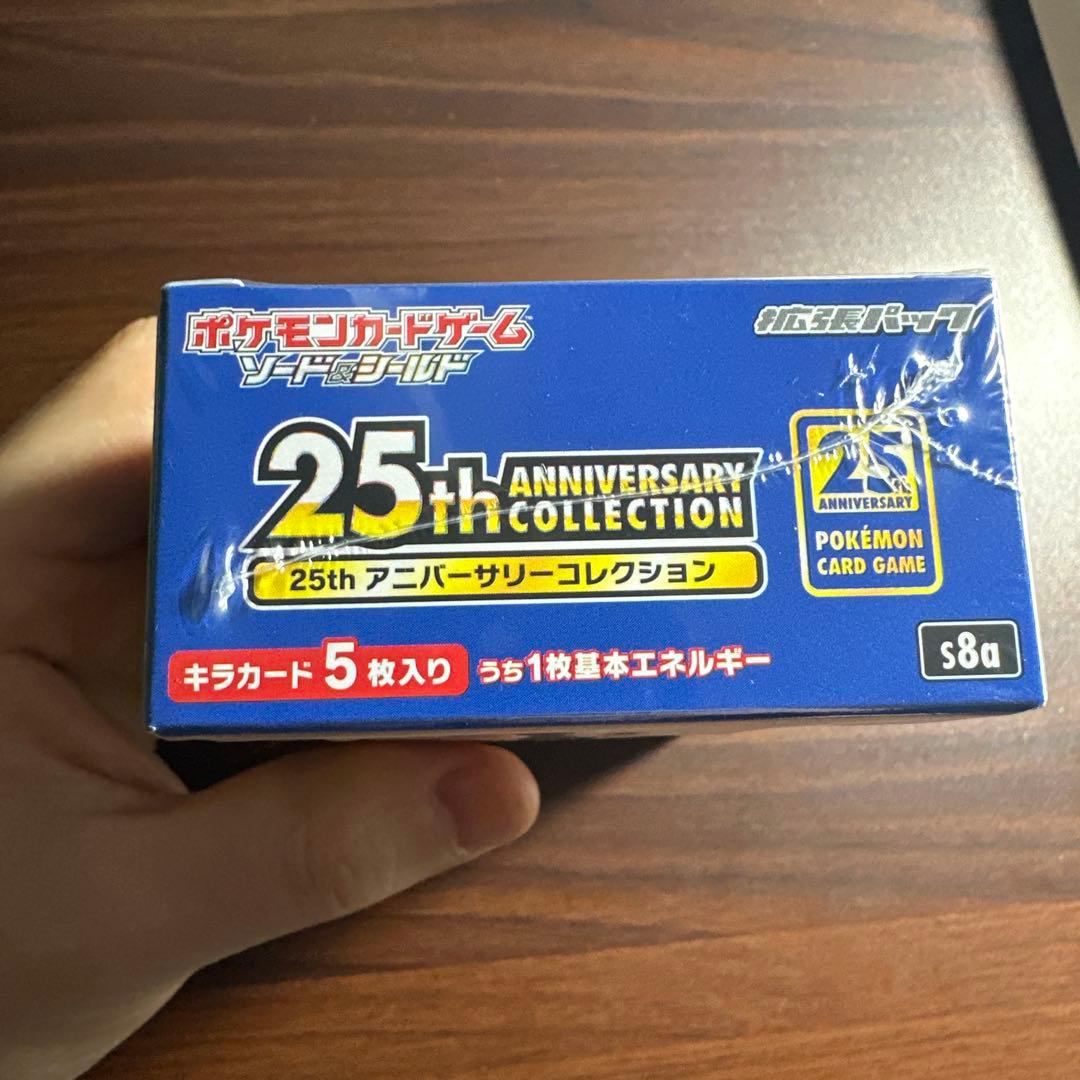 ポケモンカードゲーム
ソード&シールド
拡張パック
25th ANNIVERSARY COLLECTION
25th アニバーサリーコレクション
25
ANNIVERSARY
POKÉMON
CARD GAME
キラカード 5 枚入り うち1枚基本エネルギー
s8a